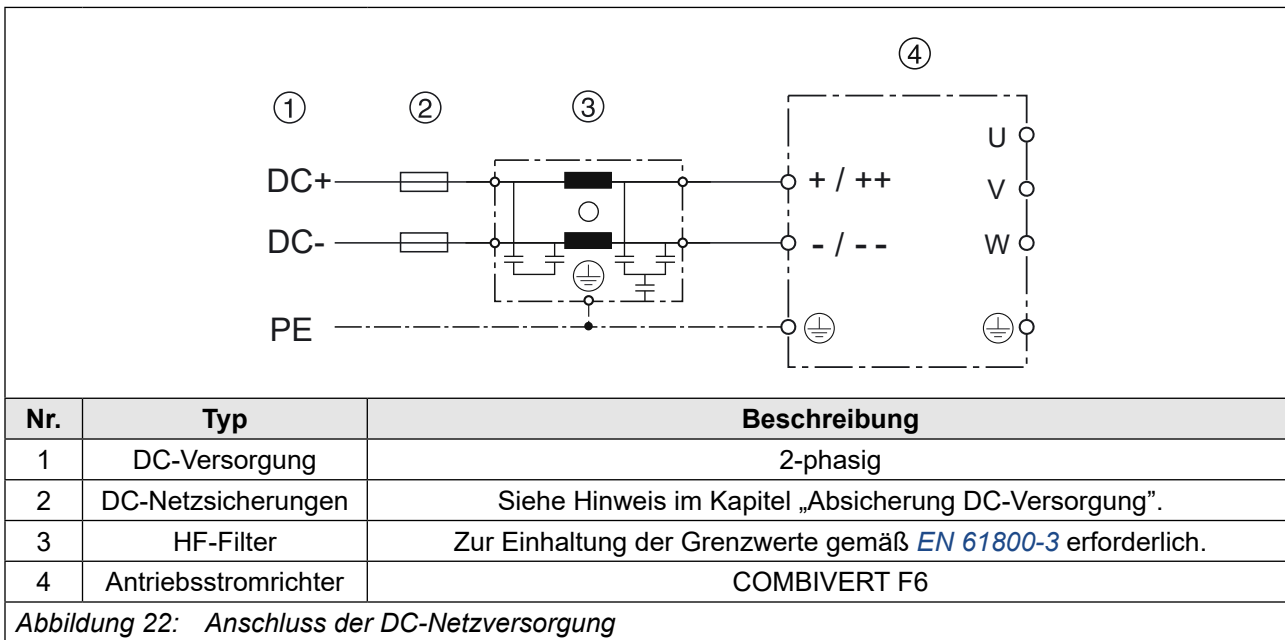 ④
① ② ③
U
DC+ + / ++
V
DC- - / - - W
PE
Nr. Typ Beschreibung
1 DC-Versorgung 2-phasig
2 DC-Netzsicherungen Siehe Hinweis im Kapitel „Absicherung DC-Versorgung”.
3 HF-Filter Zur Einhaltung der Grenzwerte gemäß EN 61800-3 erforderlich.
4 Antriebsstromrichter COMBIVERT F6
Abbildung 22: Anschluss der DC-Netzversorgung